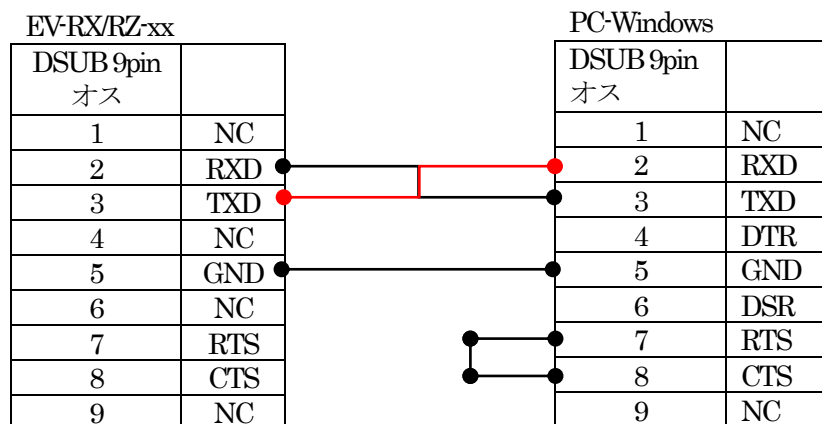 EV-RX/RZ-xx
DSUB 9pin
オス
1 NC
2 RXD
3 TXD
4 NC
5 GND
6 NC
7 RTS
8 CTS
9 NC
PC-Windows
DSUB 9pin
オス
1 NC
2 RXD
3 TXD
4 DTR
5 GND
6 DSR
7 RTS
8 CTS
9 NC